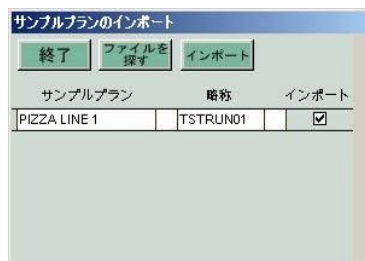 サンプルプランのインポート
終了
ファイルを
探す
インポート
サンプルプラン 略称 インポート
PIZZA LINE 1 TSTRUN01